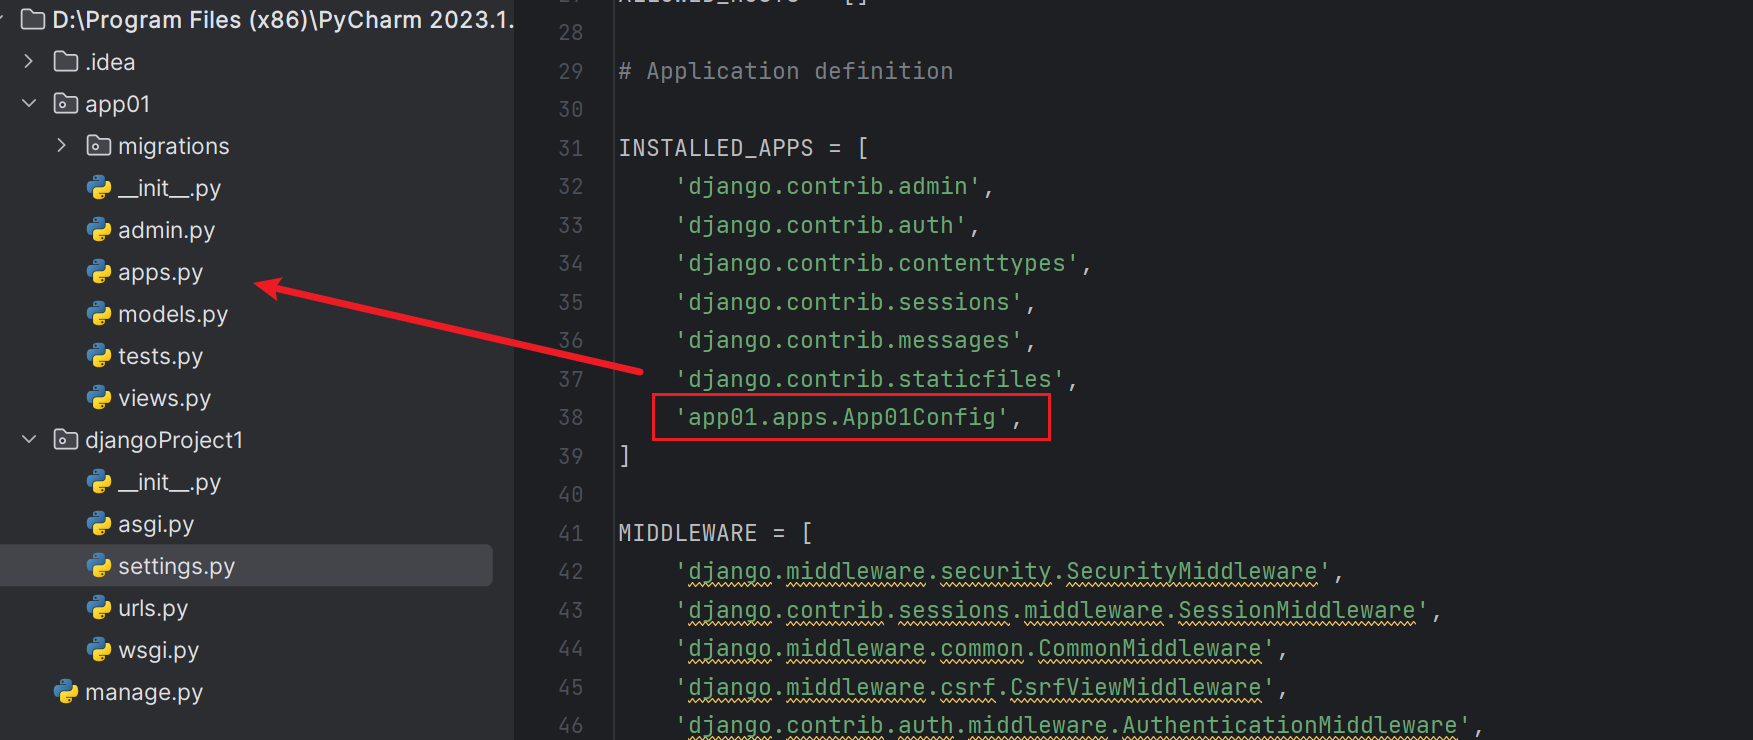 D:\Program Files (x86)\PyCharm 2023.1.
.idea
app01
migrations
__init__.py
admin.py
apps.py
models.py
tests.py
views.py
djangoProject1
__init__.py
asgi.py
settings.py
urls.py
wsgi.py
manage.py
28
29 # Application definition
30
31 INSTALLED_APPS = [
32 'django.contrib.admin',
33 'django.contrib.auth',
34 'django.contrib.contenttypes',
35 'django.contrib.sessions',
36 'django.contrib.messages',
37 'django.contrib.staticfiles',
38 'app01.apps.App01Config',
39 ]
40
41 MIDDLEWARE = [
42 'django.middleware.security.SecurityMiddleware',
43 'django.contrib.sessions.middleware.SessionMiddleware',
44 'django.middleware.common.CommonMiddleware',
45 'django.middleware.csrf.CsrfViewMiddleware',
46 'django.contrib.auth.middleware.AuthenticationMiddleware',